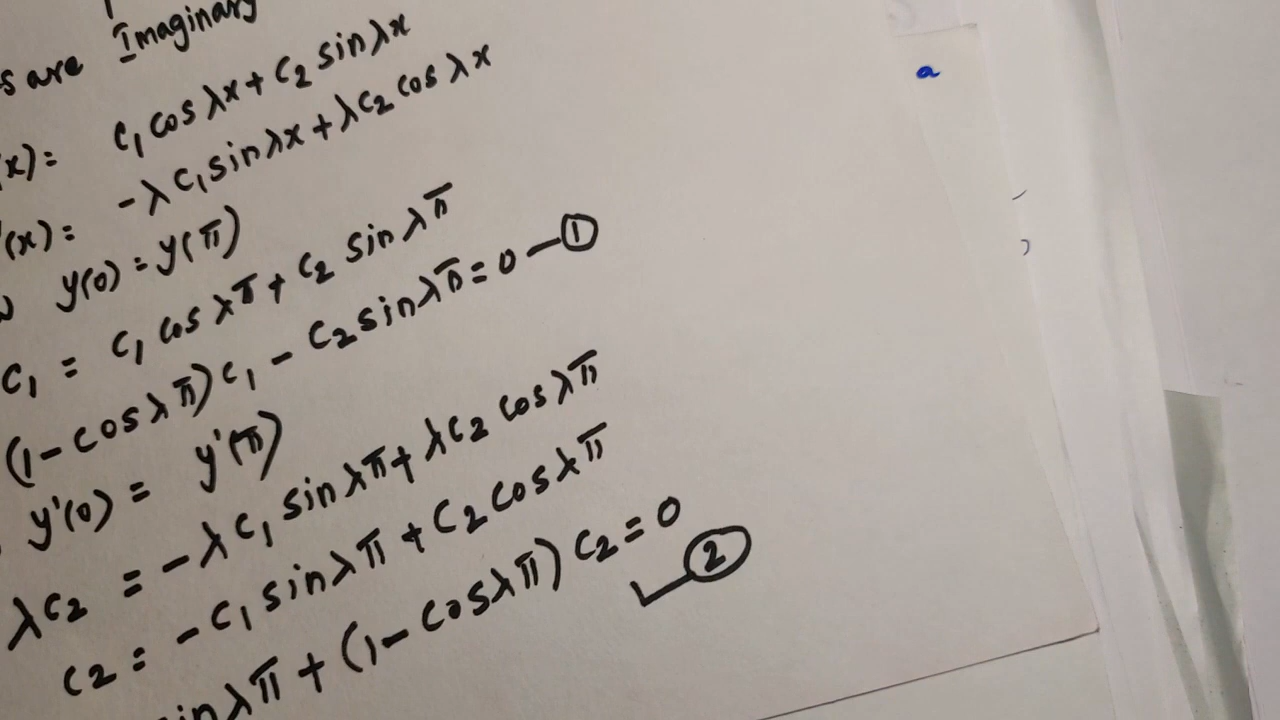 s are Imaginary
(x) = c₁ cos λx + c₂ sin λx
'(x) = -λ c₁ sin λx + λ c₂ cos λx
y(0) = y(π)
c₁ = c₁ cos λπ + c₂ sin λπ
(1 - cos λπ) c₁ - c₂ sin λπ = 0 — ①
y'(0) = y'(π)
λc₂ = -λ c₁ sin λπ + λc₂ cos λπ
c₂ = -c₁ sin λπ + c₂ cos λπ
sin λπ + (1 - cos λπ) c₂ = 0
②
a